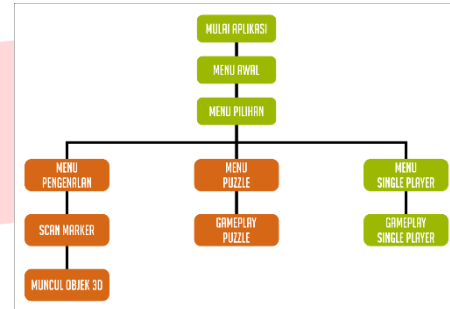 MULAI APLIKASI
MENU AWAL
MENU PILIHAN
MENU
PENGENALAN
MENU
PUZZLE
MENU
SINGLE PLAYER
SCAN MARKER
GAMEPLAY
PUZZLE
GAMEPLAY
SINGLE PLAYER
MUNCUL OBJEK 3D